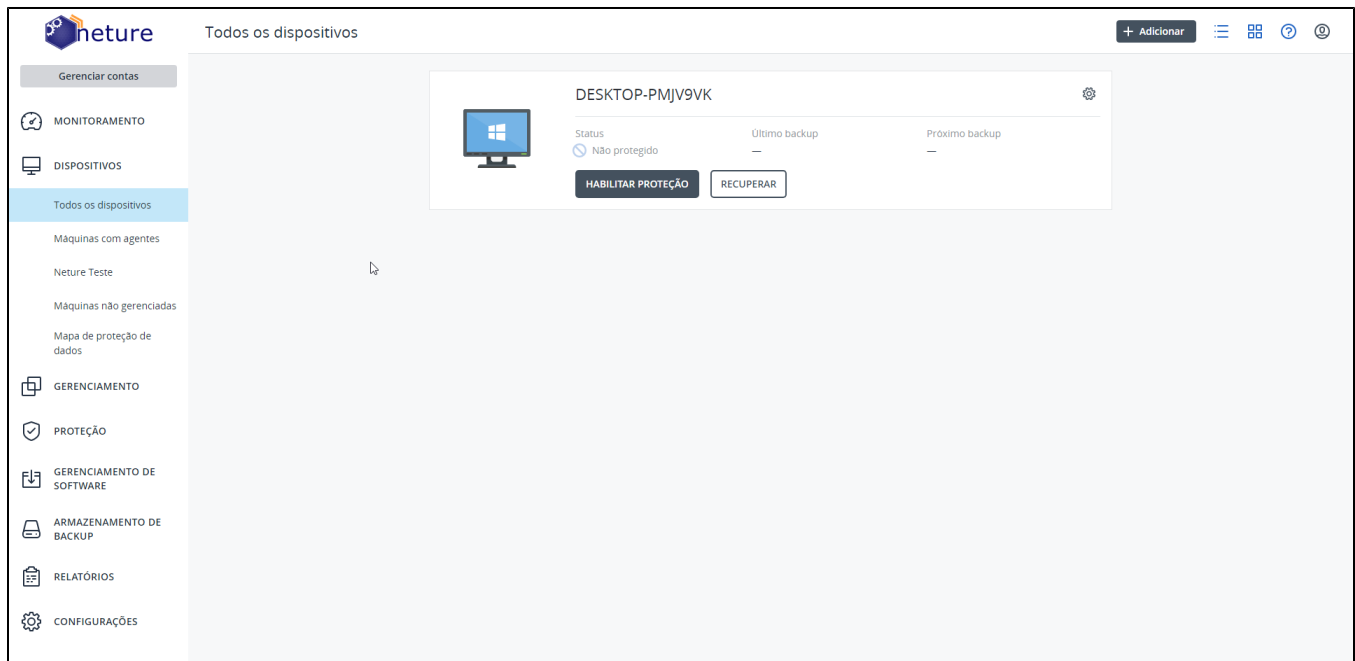 neture
Todos os dispositivos
+ Adicionar
Gerenciar contas
MONITORAMENTO
DISPOSITIVOS
Todos os dispositivos
Máquinas com agentes
Neture Teste
Máquinas não gerenciadas
Mapa de proteção de
dados
GERENCIAMENTO
PROTEÇÃO
GERENCIAMENTO DE
SOFTWARE
ARMAZENAMENTO DE
BACKUP
RELATÓRIOS
CONFIGURAÇÕES
DESKTOP-PMJV9VK
Status Último backup Próximo backup
Não protegido — —
HABILITAR PROTEÇÃO RECUPERAR